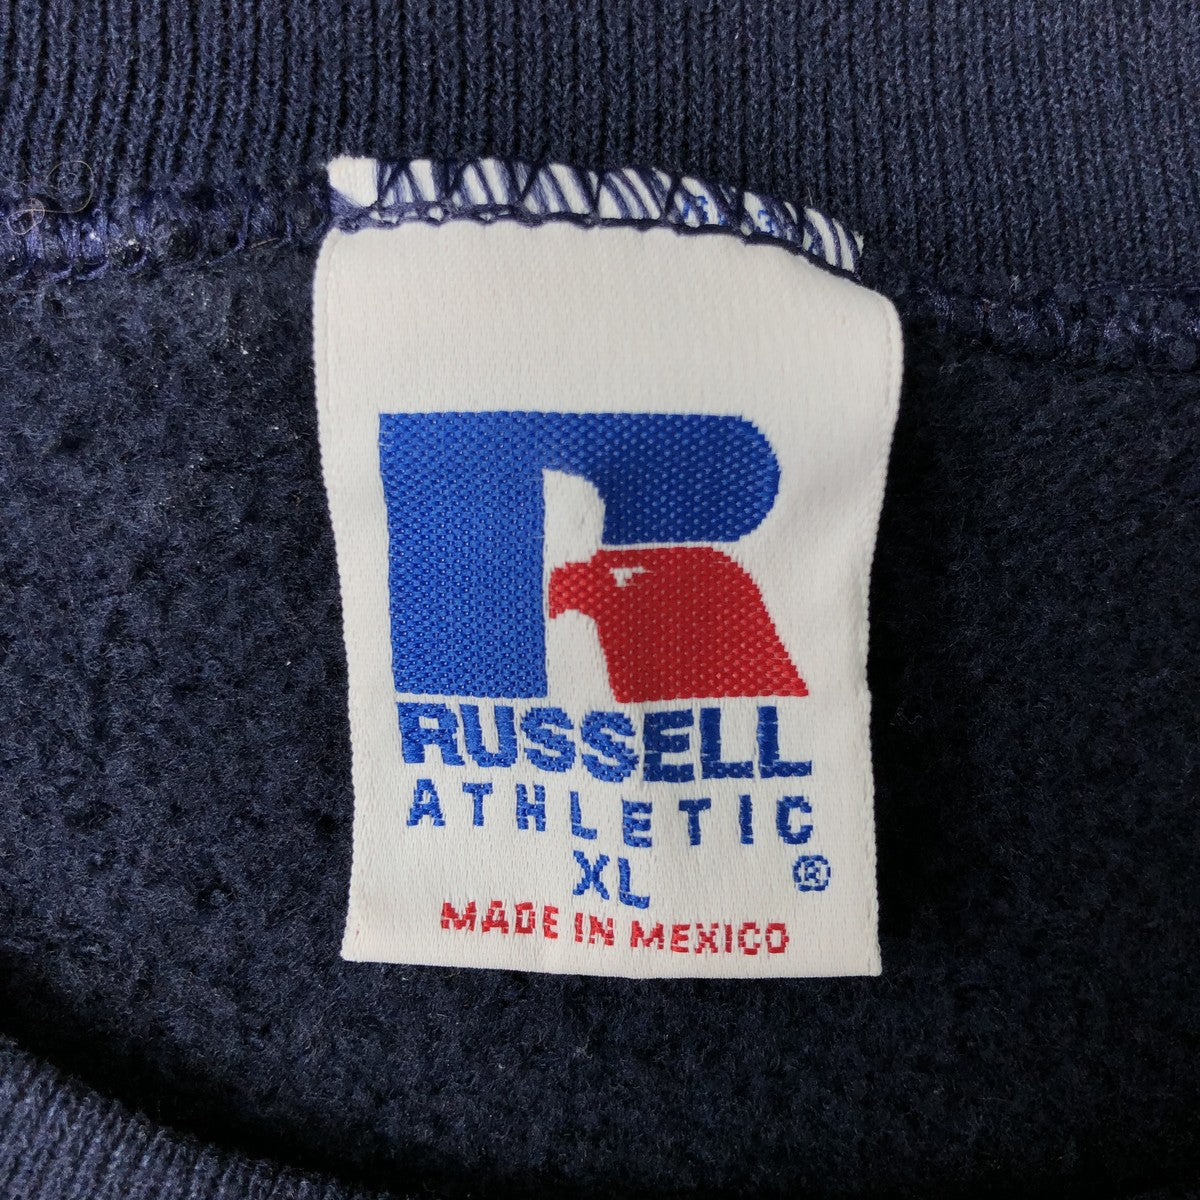 R
RUSSELL
ATHLETIC
XL ®
MADE IN MEXICO